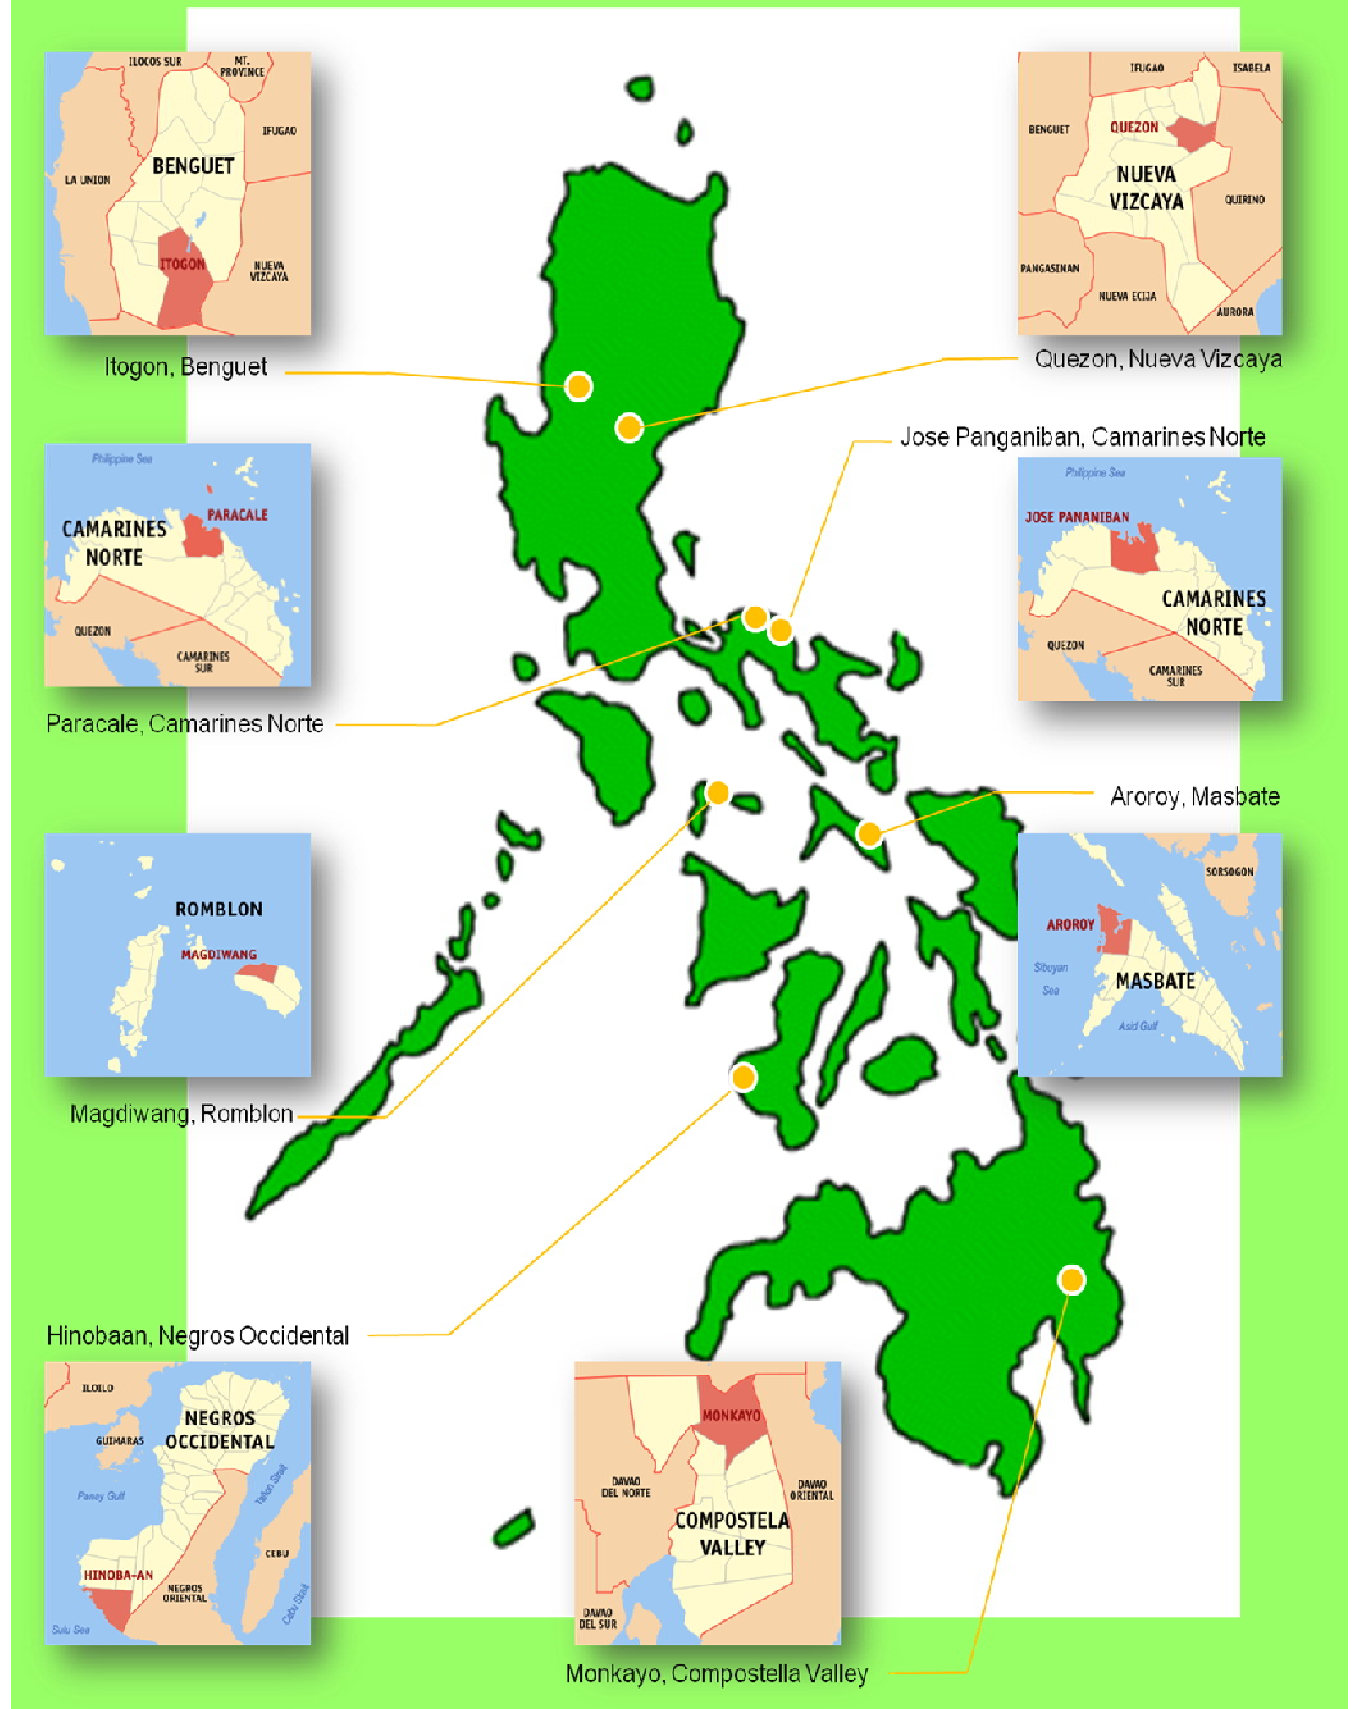 ILOCOS SUR
MT.
PROVINCE
IFUGAO
BENGUET
LA UNION
ITOGON
NUEVA
VIZCAYA
Itogon, Benguet
IFUGAO
ISABELA
BENGUET
QUEZON
NUEVA
VIZCAYA
QUIRINO
PANGASINAN
NUEVA ECIJA
AURORA
Quezon, Nueva Vizcaya
Jose Panganiban, Camarines Norte
Philippine Sea
PARACALE
CAMARINES
NORTE
QUEZON
CAMARINES
SUR
Paracale, Camarines Norte
Philippine Sea
JOSE PANANIBAN
CAMARINES
NORTE
QUEZON
CAMARINES
SUR
Aroroy, Masbate
ROMBLON
MAGDIWANG
Magdiwang, Romblon
SORSOGON
AROROY
Sibuyan
Sea
MASBATE
Asid Gulf
Hinobaan, Negros Occidental
ILOILO
NEGROS
OCCIDENTAL
GUIMARAS
Panay Gulf
Tañon Strait
CEBU
HINOBA-AN
NEGROS
ORIENTAL
Cebu Strait
Sulu Sea
MONKAYO
DAVAO
DEL NORTE
DAVAO
ORIENTAL
COMPOSTELA
VALLEY
DAVAO
DEL SUR
Monkayo, Compostella Valley